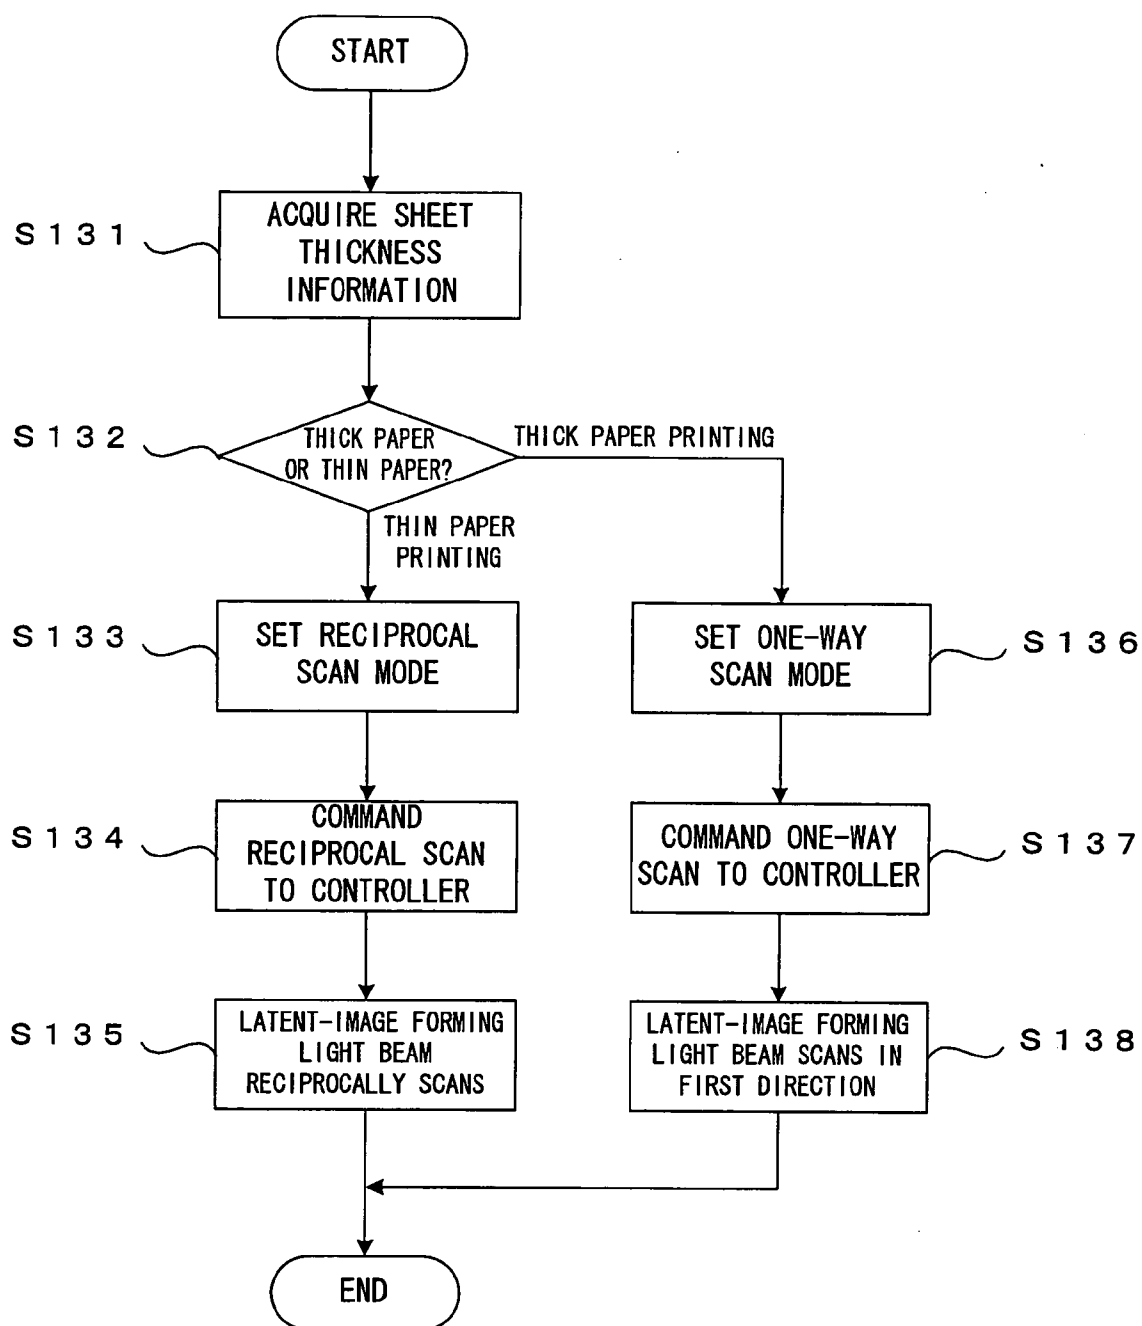 START
S131
ACQUIRE SHEET
THICKNESS
INFORMATION
S132
THICK PAPER
OR THIN PAPER?
THICK PAPER PRINTING
THIN PAPER
PRINTING
S133
SET RECIPROCAL
SCAN MODE
SET ONE-WAY
SCAN MODE
S136
S134
COMMAND
RECIPROCAL SCAN
TO CONTROLLER
COMMAND ONE-WAY
SCAN TO CONTROLLER
S137
S135
LATENT-IMAGE FORMING
LIGHT BEAM
RECIPROCALLY SCANS
LATENT-IMAGE FORMING
LIGHT BEAM SCANS IN
FIRST DIRECTION
S138
END